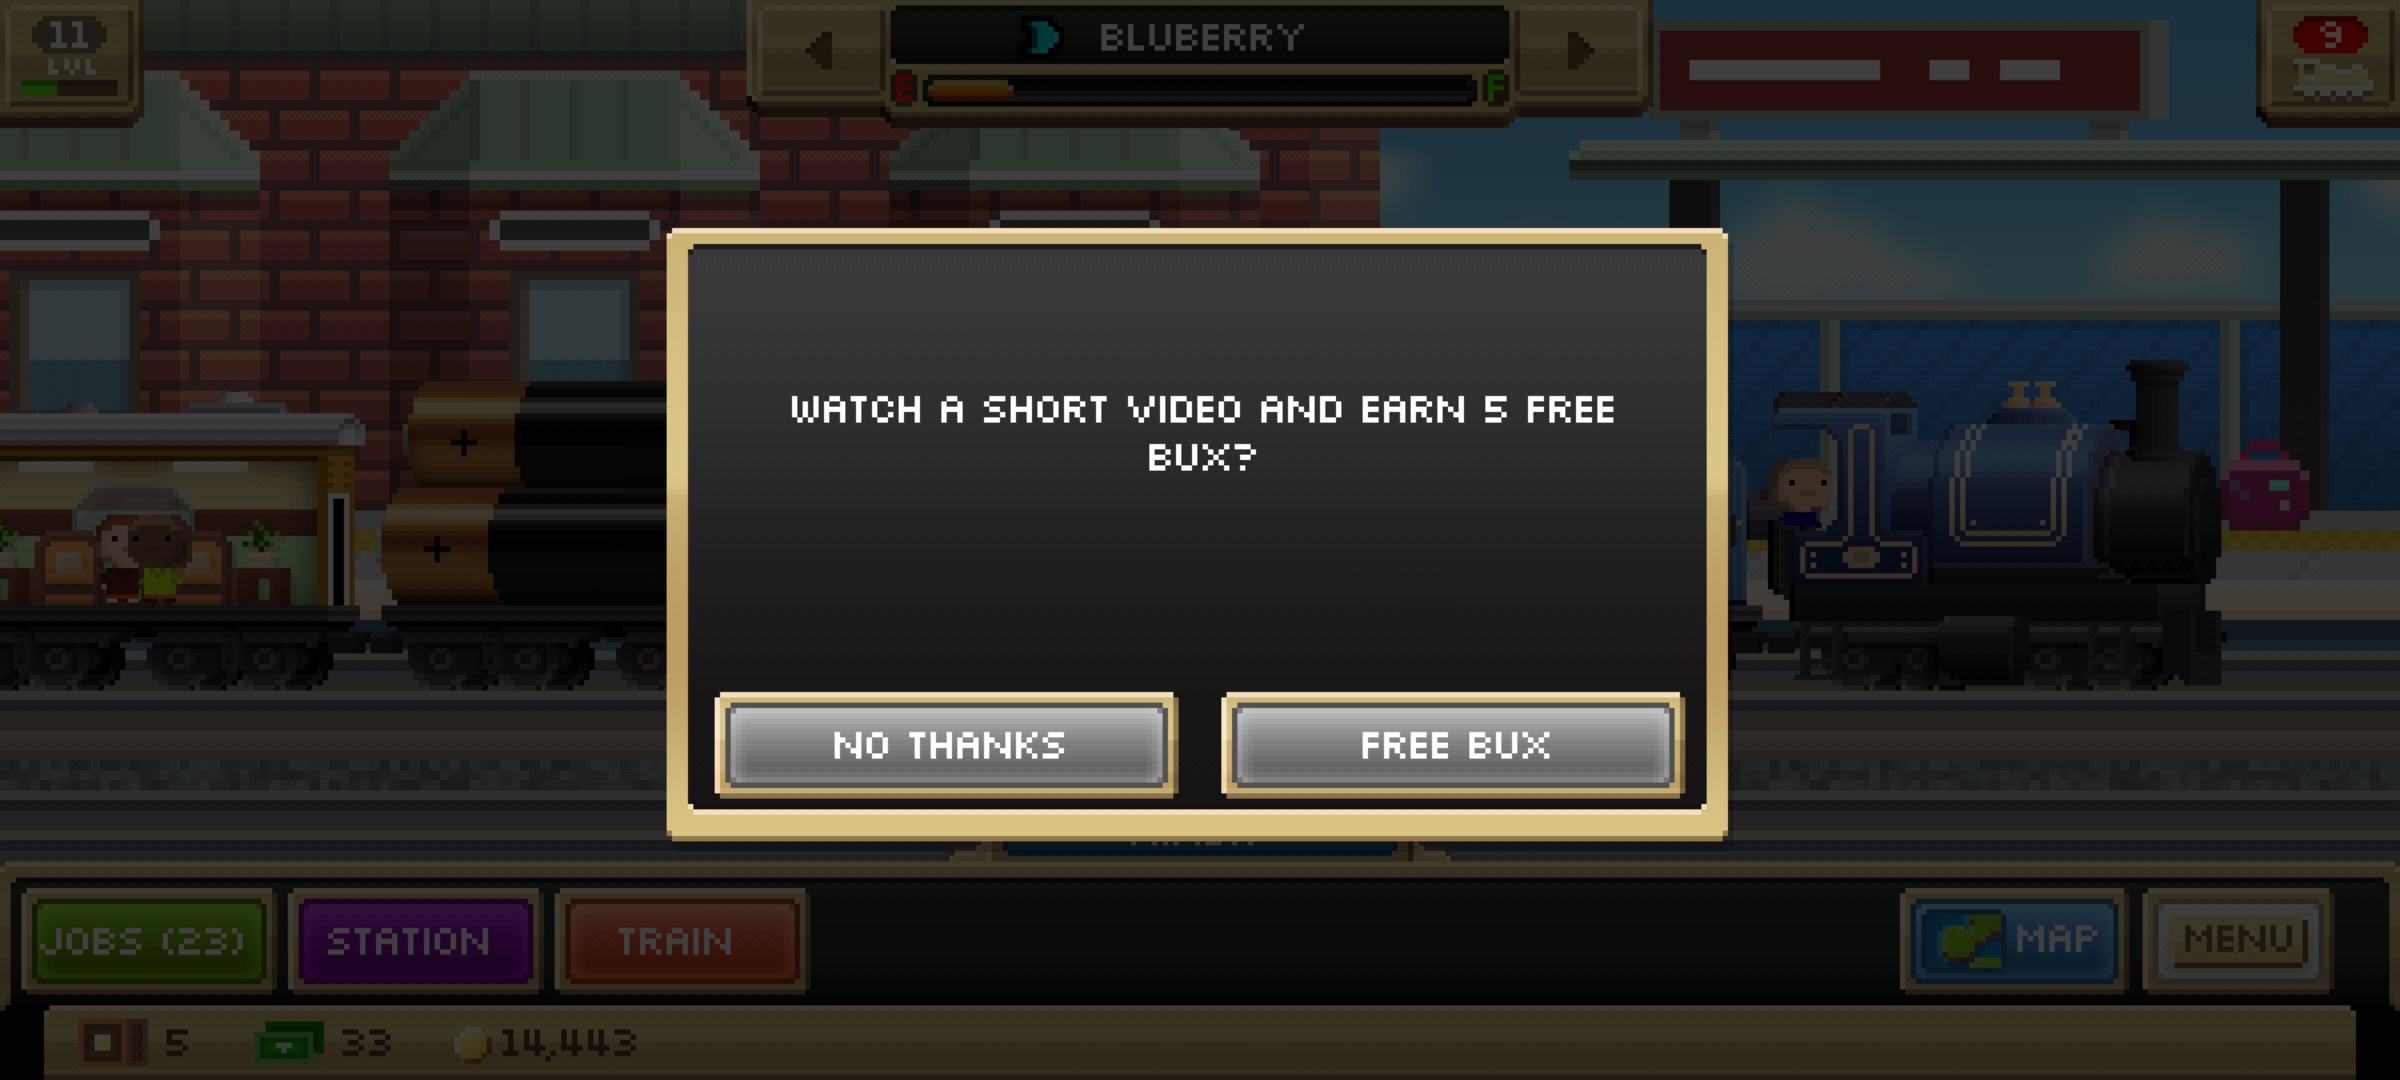 11
LVL
BLUBERRY
E
F
9
WATCH A SHORT VIDEO AND EARN 5 FREE
BUX?
NO THANKS
FREE BUX
JOBS (23)
STATION
TRAIN
MAP
MENU
5
33
14,443